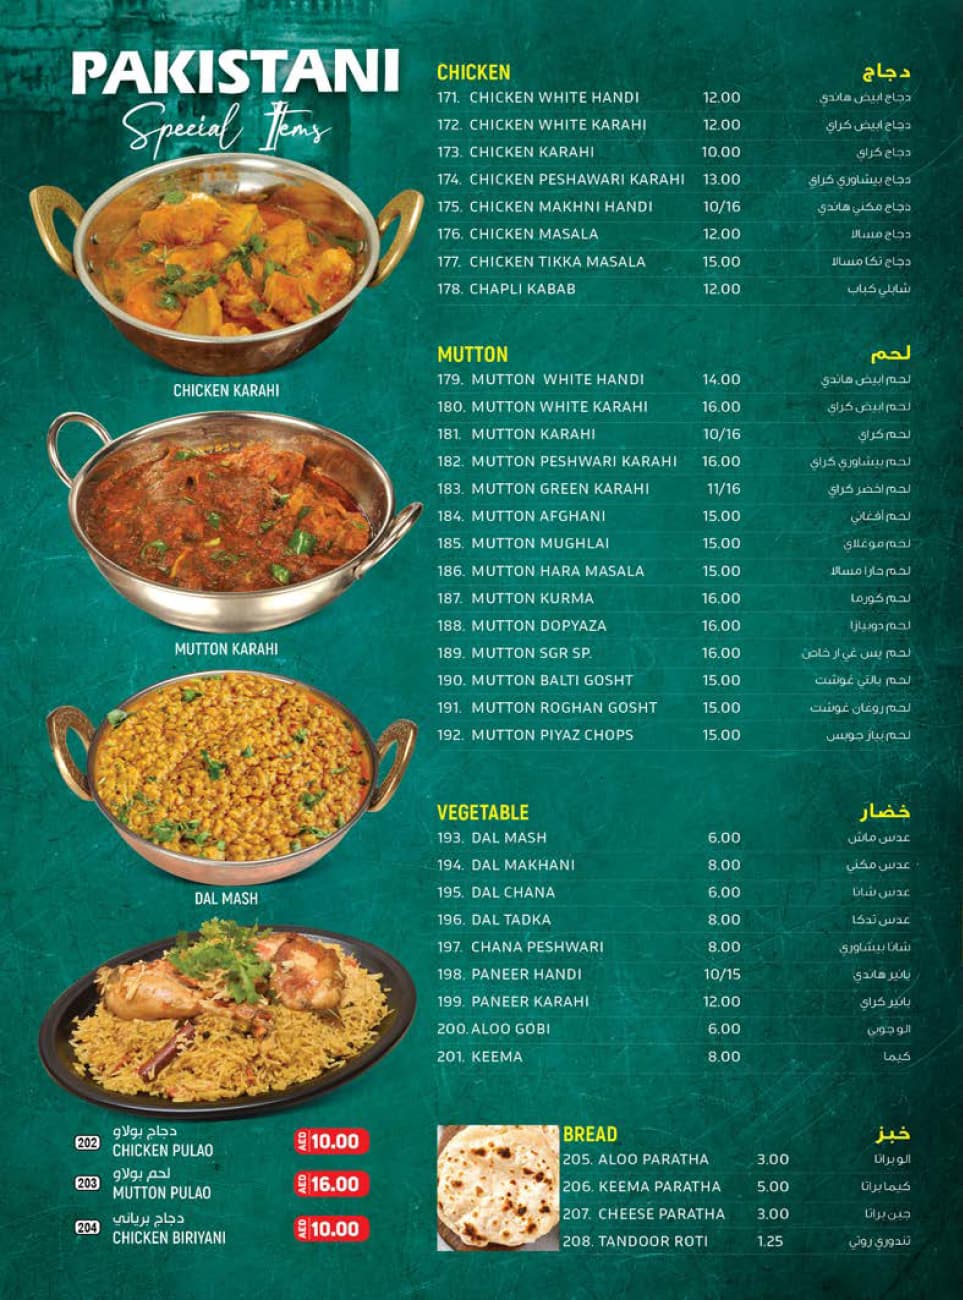 PAKISTANI
Special Items
CHICKEN KARAHI
MUTTON KARAHI
DAL MASH
202 دجاج بولاو
CHICKEN PULAO AED 10.00
203 لحم بولاو
MUTTON PULAO AED 16.00
204 دجاج برياني
CHICKEN BIRIYANI AED 10.00
CHICKEN دجاج
171. CHICKEN WHITE HANDI 12.00 دجاج ابيض هاندي
172. CHICKEN WHITE KARAHI 12.00 دجاج ابيض كراي
173. CHICKEN KARAHI 10.00 دجاج كراي
174. CHICKEN PESHAWARI KARAHI 13.00 دجاج بيشاوري كراي
175. CHICKEN MAKHNI HANDI 10/16 دجاج مكني هاندي
176. CHICKEN MASALA 12.00 دجاج مسالا
177. CHICKEN TIKKA MASALA 15.00 دجاج تكا مسالا
178. CHAPLI KABAB 12.00 شابلي كباب
MUTTON لحم
179. MUTTON WHITE HANDI 14.00 لحم ابيض هاندي
180. MUTTON WHITE KARAHI 16.00 لحم ابيض كراي
181. MUTTON KARAHI 10/16 لحم كراي
182. MUTTON PESHWARI KARAHI 16.00 لحم بيشاوري كراي
183. MUTTON GREEN KARAHI 11/16 لحم اخضر كراي
184. MUTTON AFGHANI 15.00 لحم أفغاني
185. MUTTON MUGHLAI 15.00 لحم موغلاي
186. MUTTON HARA MASALA 15.00 لحم حارا مسالا
187. MUTTON KURMA 16.00 لحم كورما
188. MUTTON DOPYAZA 16.00 لحم دوبيازا
189. MUTTON SGR SP. 16.00 لحم يس غي ار خاص
190. MUTTON BALTI GOSHT 15.00 لحم بالتي غوشت
191. MUTTON ROGHAN GOSHT 15.00 لحم روغان غوشت
192. MUTTON PIYAZ CHOPS 15.00 لحم بياز جوبس
VEGETABLE خضار
193. DAL MASH 6.00 عدس ماش
194. DAL MAKHANI 8.00 عدس مكني
195. DAL CHANA 6.00 عدس شانا
196. DAL TADKA 8.00 عدس تدكا
197. CHANA PESHWARI 8.00 شانا بيشاوري
198. PANEER HANDI 10/15 بانير هاندي
199. PANEER KARAHI 12.00 بانير كراي
200. ALOO GOBI 6.00 الو جوبي
201. KEEMA 8.00 كيما
BREAD خبز
205. ALOO PARATHA 3.00 الو براتا
206. KEEMA PARATHA 5.00 كيما براتا
207. CHEESE PARATHA 3.00 جبن براتا
208. TANDOOR ROTI 1.25 تندوري روتي